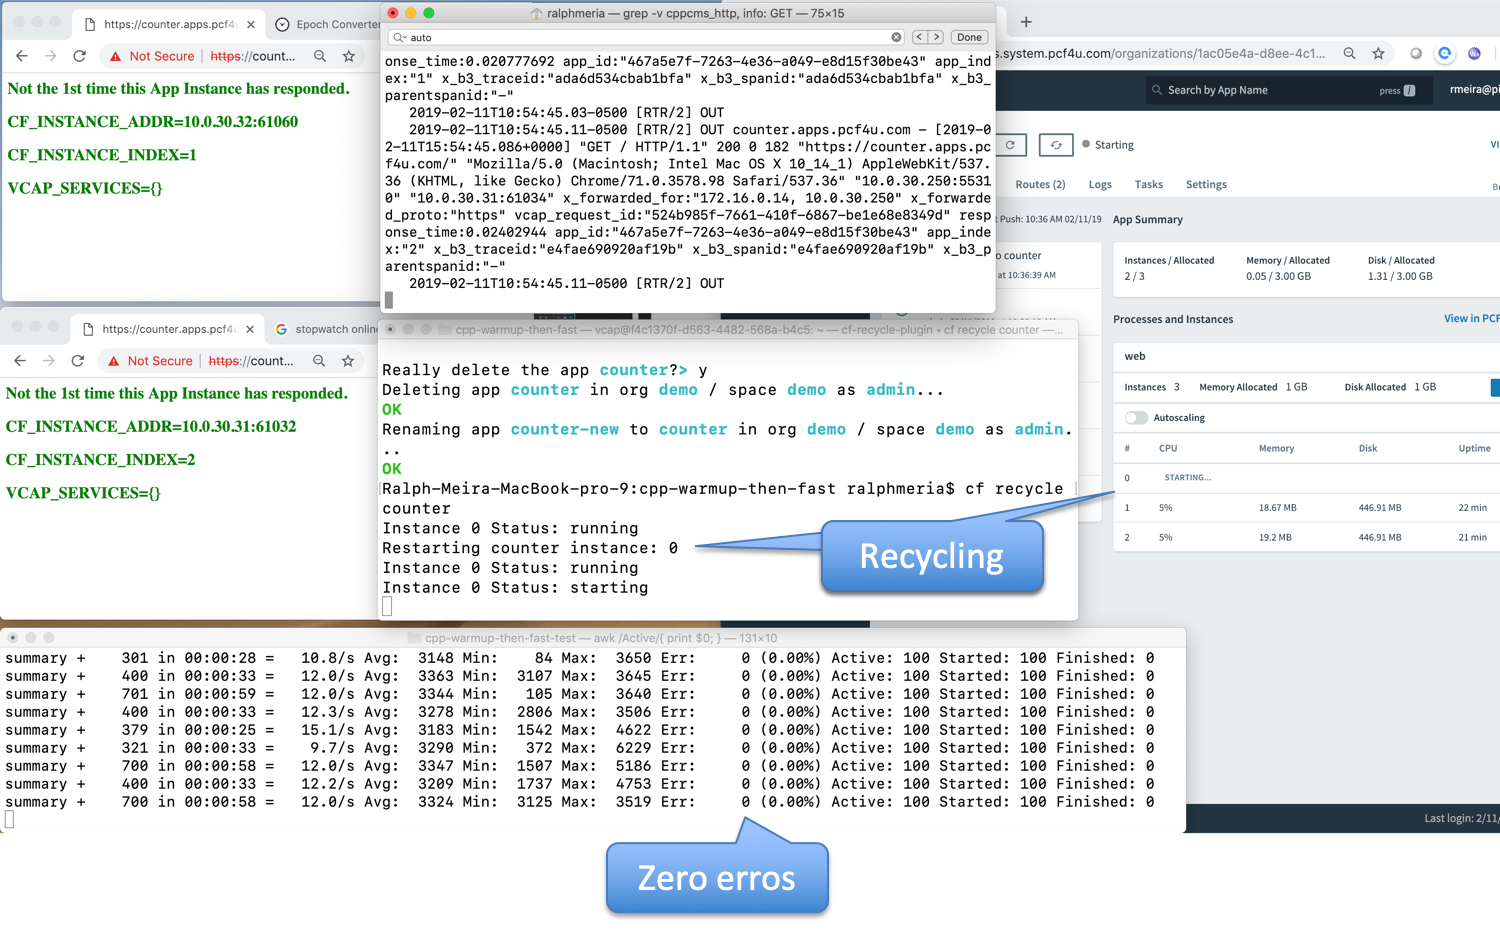 https://counter.apps.pcf4
Epoch Converter
Not Secure
https://count...
Not the 1st time this App Instance has responded.
CF_INSTANCE_ADDR=10.0.30.32:61060
CF_INSTANCE_INDEX=1
VCAP_SERVICES={}
ralphmeria — grep -v cppcms_http, info: GET — 75×15
auto
Done
onse_time:0.020777692 app_id:"467a5e7f-7263-4e36-a049-e8d15f30be43" app_ind
ex:"1" x_b3_traceid:"ada6d534cbab1bfa" x_b3_spanid:"ada6d534cbab1bfa" x_b3_
parentspanid:"-"
2019-02-11T10:54:45.03-0500 [RTR/2] OUT
2019-02-11T10:54:45.11-0500 [RTR/2] OUT counter.apps.pcf4u.com - [2019-0
2-11T15:54:45.086+0000] "GET / HTTP/1.1" 200 0 182 "https://counter.apps.pc
f4u.com/" "Mozilla/5.0 (Macintosh; Intel Mac OS X 10_14_1) AppleWebKit/537.
36 (KHTML, like Gecko) Chrome/71.0.3578.98 Safari/537.36" "10.0.30.250:5531
0" "10.0.30.31:61034" x_forwarded_for:"172.16.0.14, 10.0.30.250" x_forwarde
d_proto:"https" vcap_request_id:"524b985f-7661-410f-6867-be1e68e8349d" resp
onse_time:0.02402944 app_id:"467a5e7f-7263-4e36-a049-e8d15f30be43" app_inde
x:"2" x_b3_traceid:"e4fae690920af19b" x_b3_spanid:"e4fae690920af19b" x_b3_p
arentspanid:"-"
2019-02-11T10:54:45.11-0500 [RTR/2] OUT
s.system.pcf4u.com/organizations/1ac05e4a-d8ee-4c1...
Search by App Name
press /
rmeira@pi
Starting
VI
Routes (2)
Logs
Tasks
Settings
t Push: 10:36 AM 02/11/19
App Summary
o counter
at 10:36:39 AM
Instances / Allocated
Memory / Allocated
Disk / Allocated
2 / 3
0.05 / 3.00 GB
1.31 / 3.00 GB
Processes and Instances
View in PCF
web
Instances 3
Memory Allocated 1 GB
Disk Allocated 1 GB
Autoscaling
# CPU Memory Disk Uptime
0 STARTING...
1 5% 18.67 MB 446.91 MB 22 min
2 5% 19.2 MB 446.91 MB 21 min
https://counter.apps.pcf4
stopwatch onlin
Not Secure
https://count...
Not the 1st time this App Instance has responded.
CF_INSTANCE_ADDR=10.0.30.31:61032
CF_INSTANCE_INDEX=2
VCAP_SERVICES={}
cpp-warmup-then-fast — vcap@f4c1370f-d563-4482-568a-b4c5: ~ — cf-recycle-plugin • cf recycle counter —...
Really delete the app counter?> y
Deleting app counter in org demo / space demo as admin...
OK
Renaming app counter-new to counter in org demo / space demo as admin.
..
OK
[Ralph-Meira-MacBook-pro-9:cpp-warmup-then-fast ralphmeria$ cf recycle ]
counter
Instance 0 Status: running
Restarting counter instance: 0
Instance 0 Status: running
Instance 0 Status: starting
Recycling
cpp-warmup-then-fast-test — awk /Active/{ print $0; } — 131×10
summary + 301 in 00:00:28 = 10.8/s Avg: 3148 Min: 84 Max: 3650 Err: 0 (0.00%) Active: 100 Started: 100 Finished: 0
summary + 400 in 00:00:33 = 12.0/s Avg: 3363 Min: 3107 Max: 3645 Err: 0 (0.00%) Active: 100 Started: 100 Finished: 0
summary + 701 in 00:00:59 = 12.0/s Avg: 3344 Min: 105 Max: 3640 Err: 0 (0.00%) Active: 100 Started: 100 Finished: 0
summary + 400 in 00:00:33 = 12.3/s Avg: 3278 Min: 2806 Max: 3506 Err: 0 (0.00%) Active: 100 Started: 100 Finished: 0
summary + 379 in 00:00:25 = 15.1/s Avg: 3183 Min: 1542 Max: 4622 Err: 0 (0.00%) Active: 100 Started: 100 Finished: 0
summary + 321 in 00:00:33 = 9.7/s Avg: 3290 Min: 372 Max: 6229 Err: 0 (0.00%) Active: 100 Started: 100 Finished: 0
summary + 700 in 00:00:58 = 12.0/s Avg: 3347 Min: 1507 Max: 5186 Err: 0 (0.00%) Active: 100 Started: 100 Finished: 0
summary + 400 in 00:00:33 = 12.2/s Avg: 3209 Min: 1737 Max: 4753 Err: 0 (0.00%) Active: 100 Started: 100 Finished: 0
summary + 700 in 00:00:58 = 12.0/s Avg: 3324 Min: 3125 Max: 3519 Err: 0 (0.00%) Active: 100 Started: 100 Finished: 0
Last login: 2/11/
Zero erros